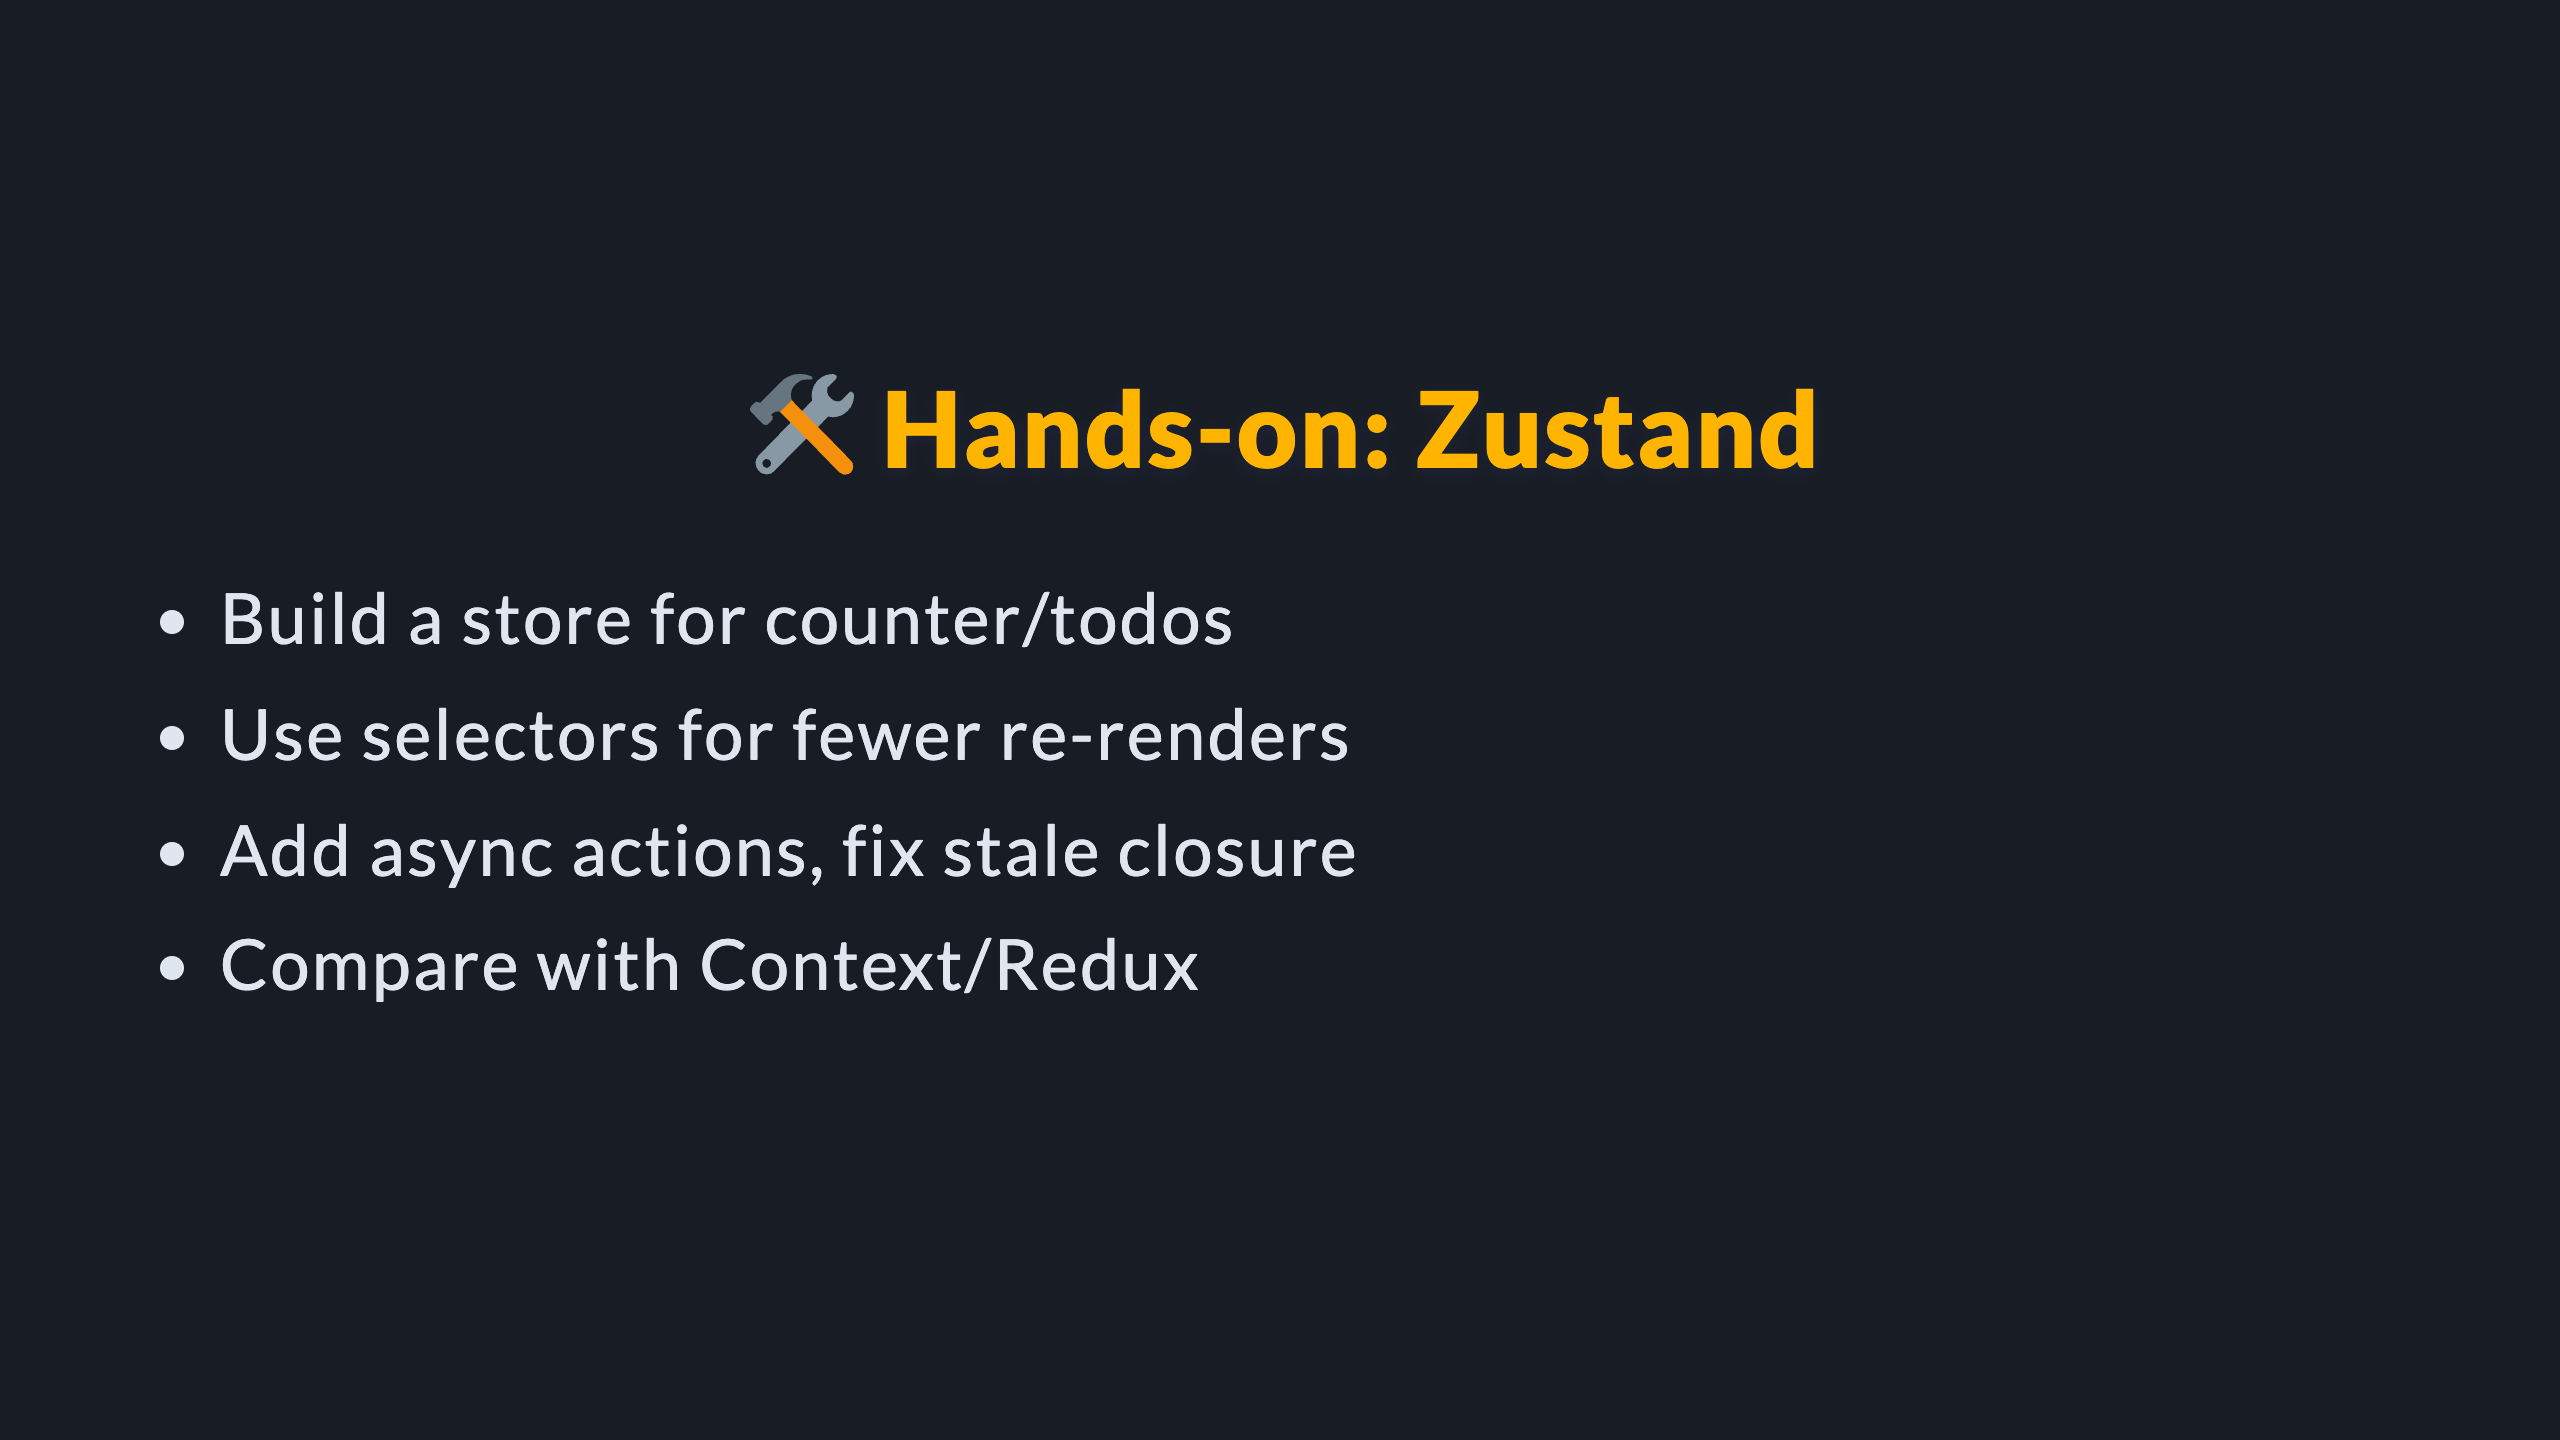 🛠️ Hands-on: Zustand
• Build a store for counter/todos
• Use selectors for fewer re-renders
• Add async actions, fix stale closure
• Compare with Context/Redux